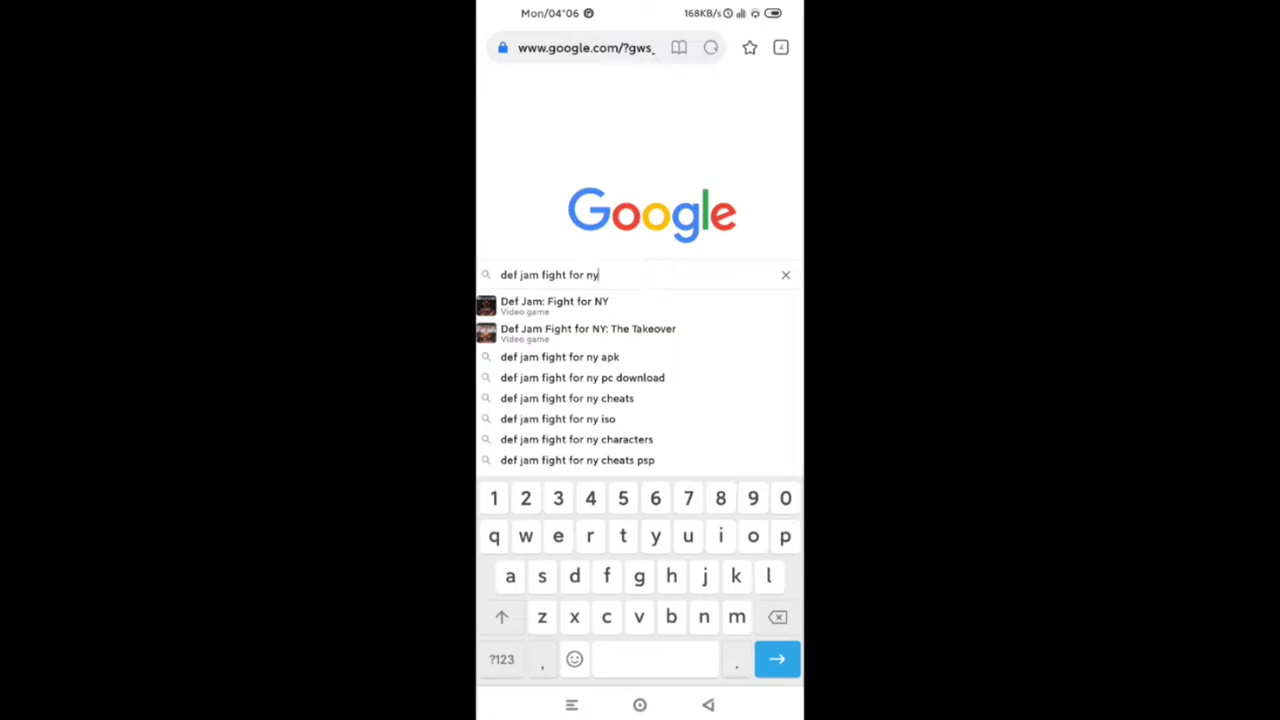 Mon/04°06
168KB/s
www.google.com/?gws_
4
Google
def jam fight for ny
Def Jam: Fight for NY
Video game
Def Jam Fight for NY: The Takeover
Video game
def jam fight for ny apk
def jam fight for ny pc download
def jam fight for ny cheats
def jam fight for ny iso
def jam fight for ny characters
def jam fight for ny cheats psp
1 2 3 4 5 6 7 8 9 0
q w e r t y u i o p
a s d f g h j k l
z x c v b n m
?123 , .